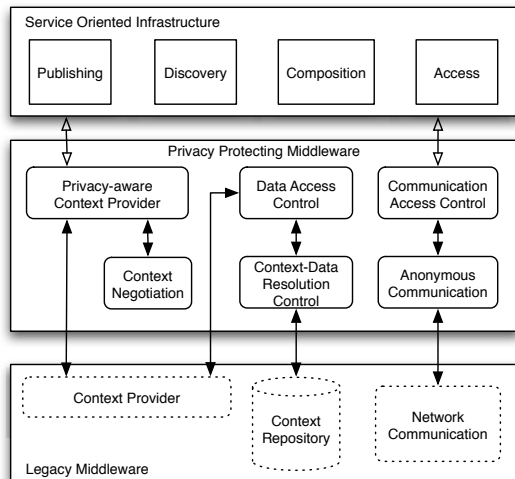 Service Oriented Infrastructure
Publishing
Discovery
Composition
Access
Privacy Protecting Middleware
Privacy-aware
Context Provider
Data Access
Control
Communication
Access Control
Context
Negotiation
Context-Data
Resolution
Control
Anonymous
Communication
Context Provider
Context
Repository
Network
Communication
Legacy Middleware